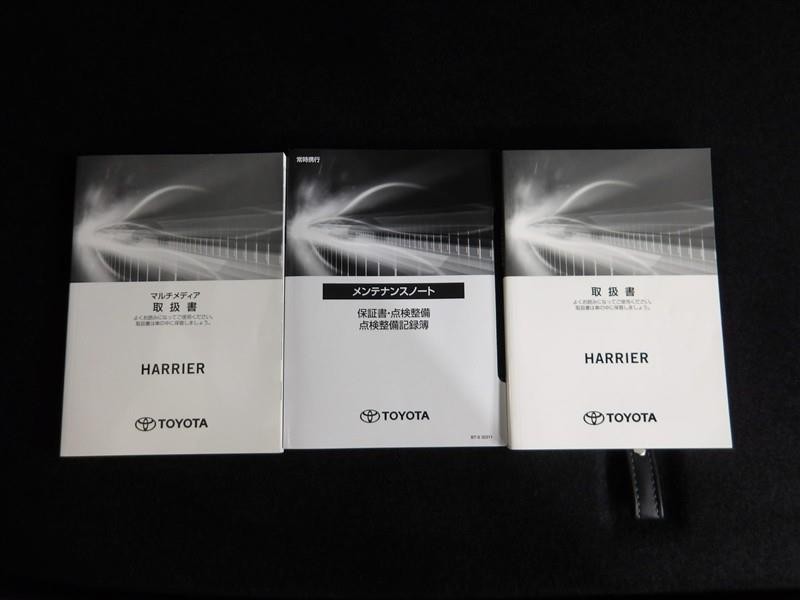 マルチメディア
取扱書
よくお読みになってご使用ください。
取扱書は車の中に保管しましょう。
HARRIER
TOYOTA
常時携行
メンテナンスノート
保証書・点検整備
点検整備記録簿
TOYOTA
取扱書
よくお読みになってご使用ください。
取扱書は車の中に保管しましょう。
HARRIER
TOYOTA